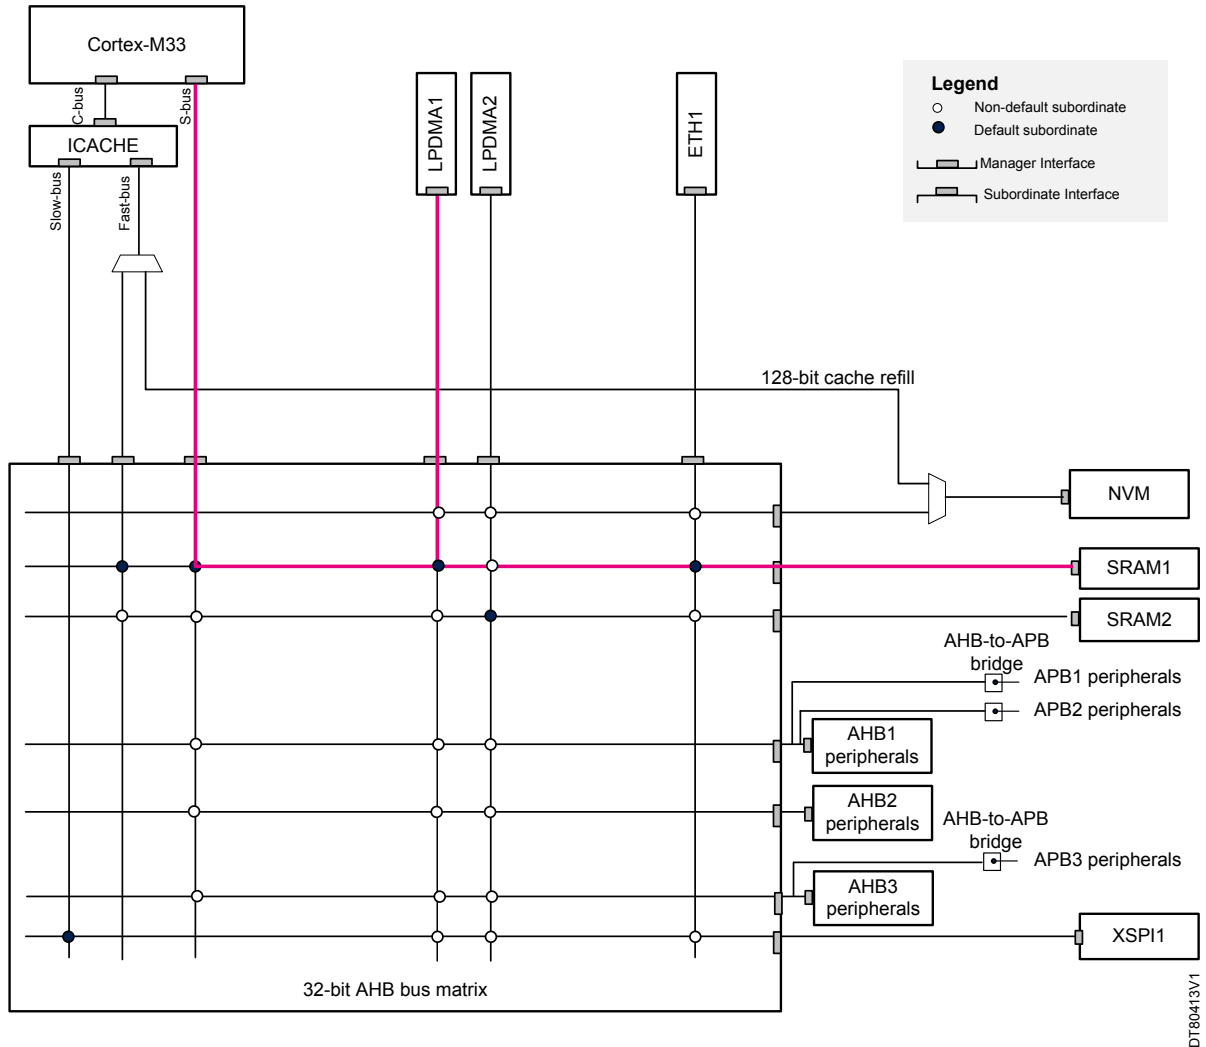 Cortex-M33
C-bus
S-bus
ICACHE
Slow-bus
Fast-bus
LPDMA1
LPDMA2
ETH1
Legend
Non-default subordinate
Default subordinate
Manager Interface
Subordinate Interface
128-bit cache refill
NVM
SRAM1
SRAM2
AHB-to-APB
bridge
APB1 peripherals
APB2 peripherals
AHB1
peripherals
AHB2
peripherals
AHB-to-APB
bridge
APB3 peripherals
AHB3
peripherals
XSPI1
32-bit AHB bus matrix
DT80413V1